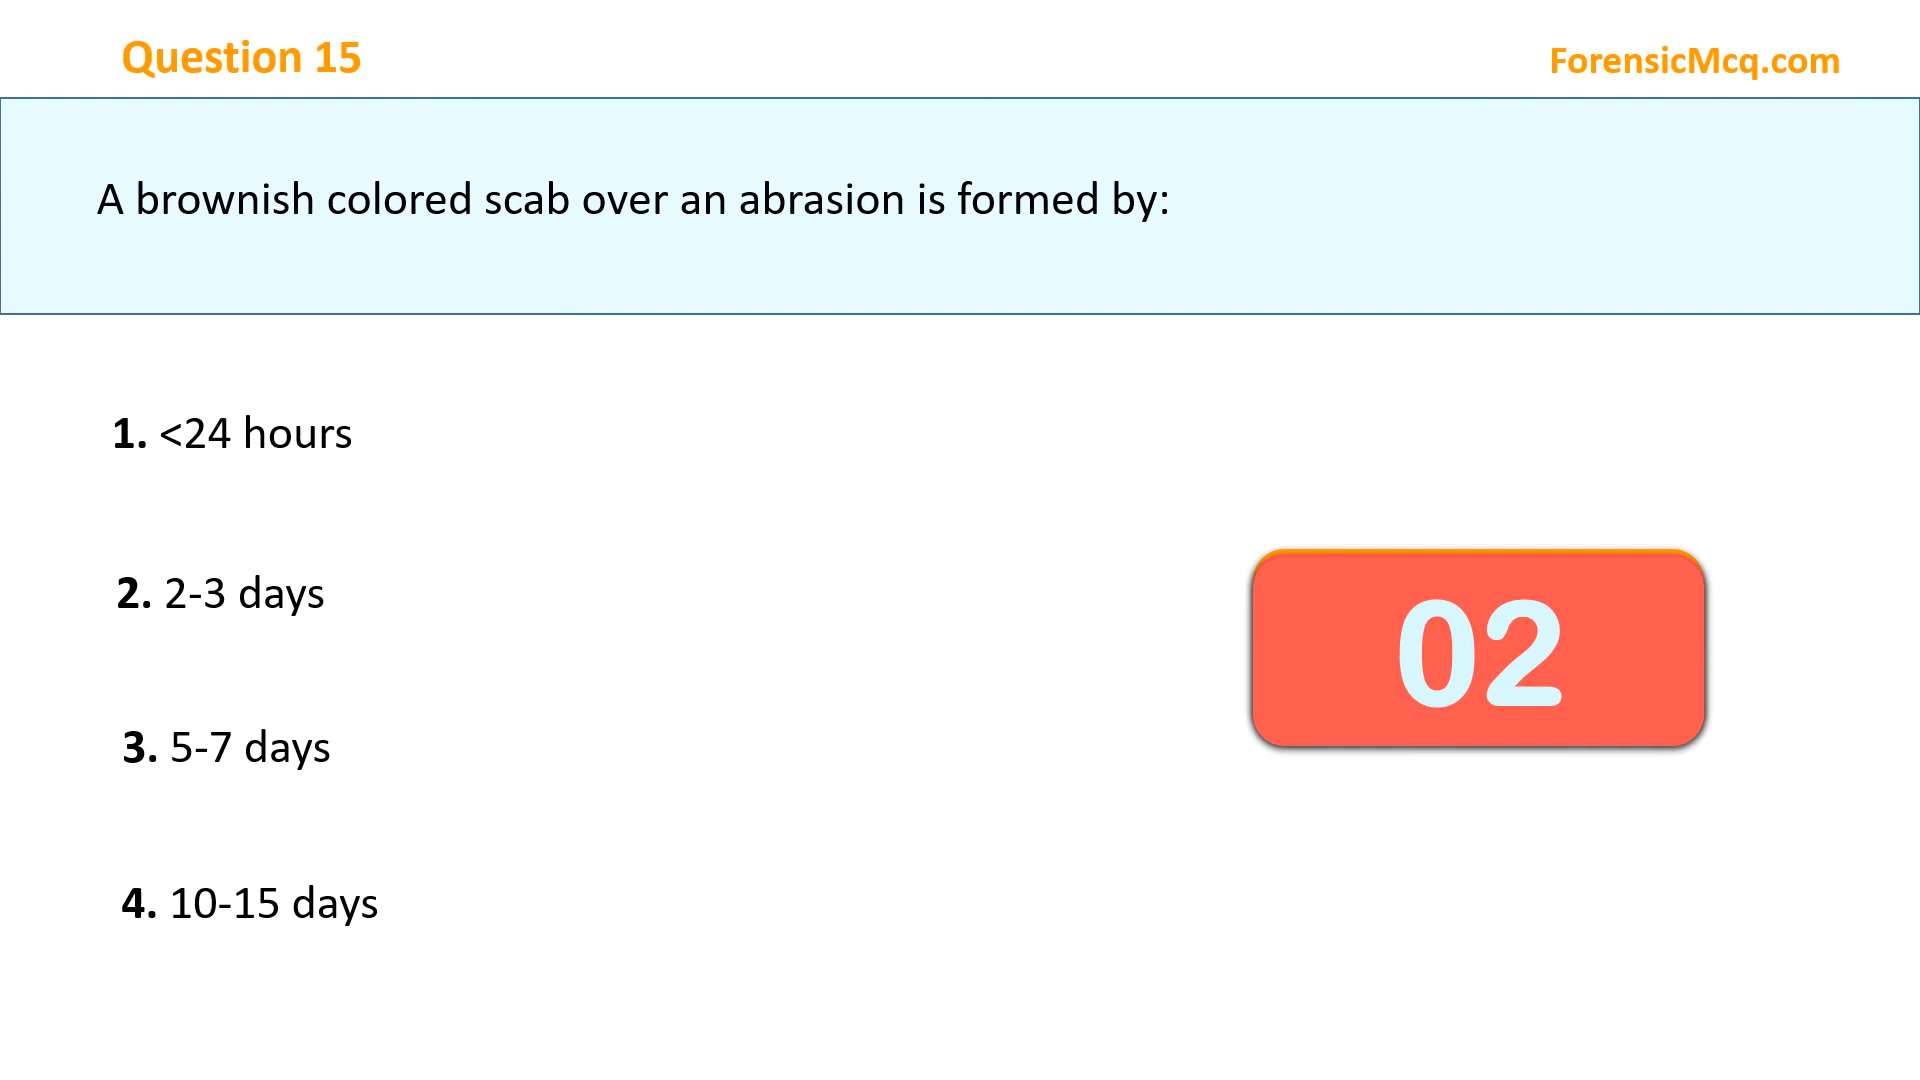 Question 15
ForensicMcq.com
A brownish colored scab over an abrasion is formed by:
1. <24 hours
2. 2-3 days
02
3. 5-7 days
4. 10-15 days